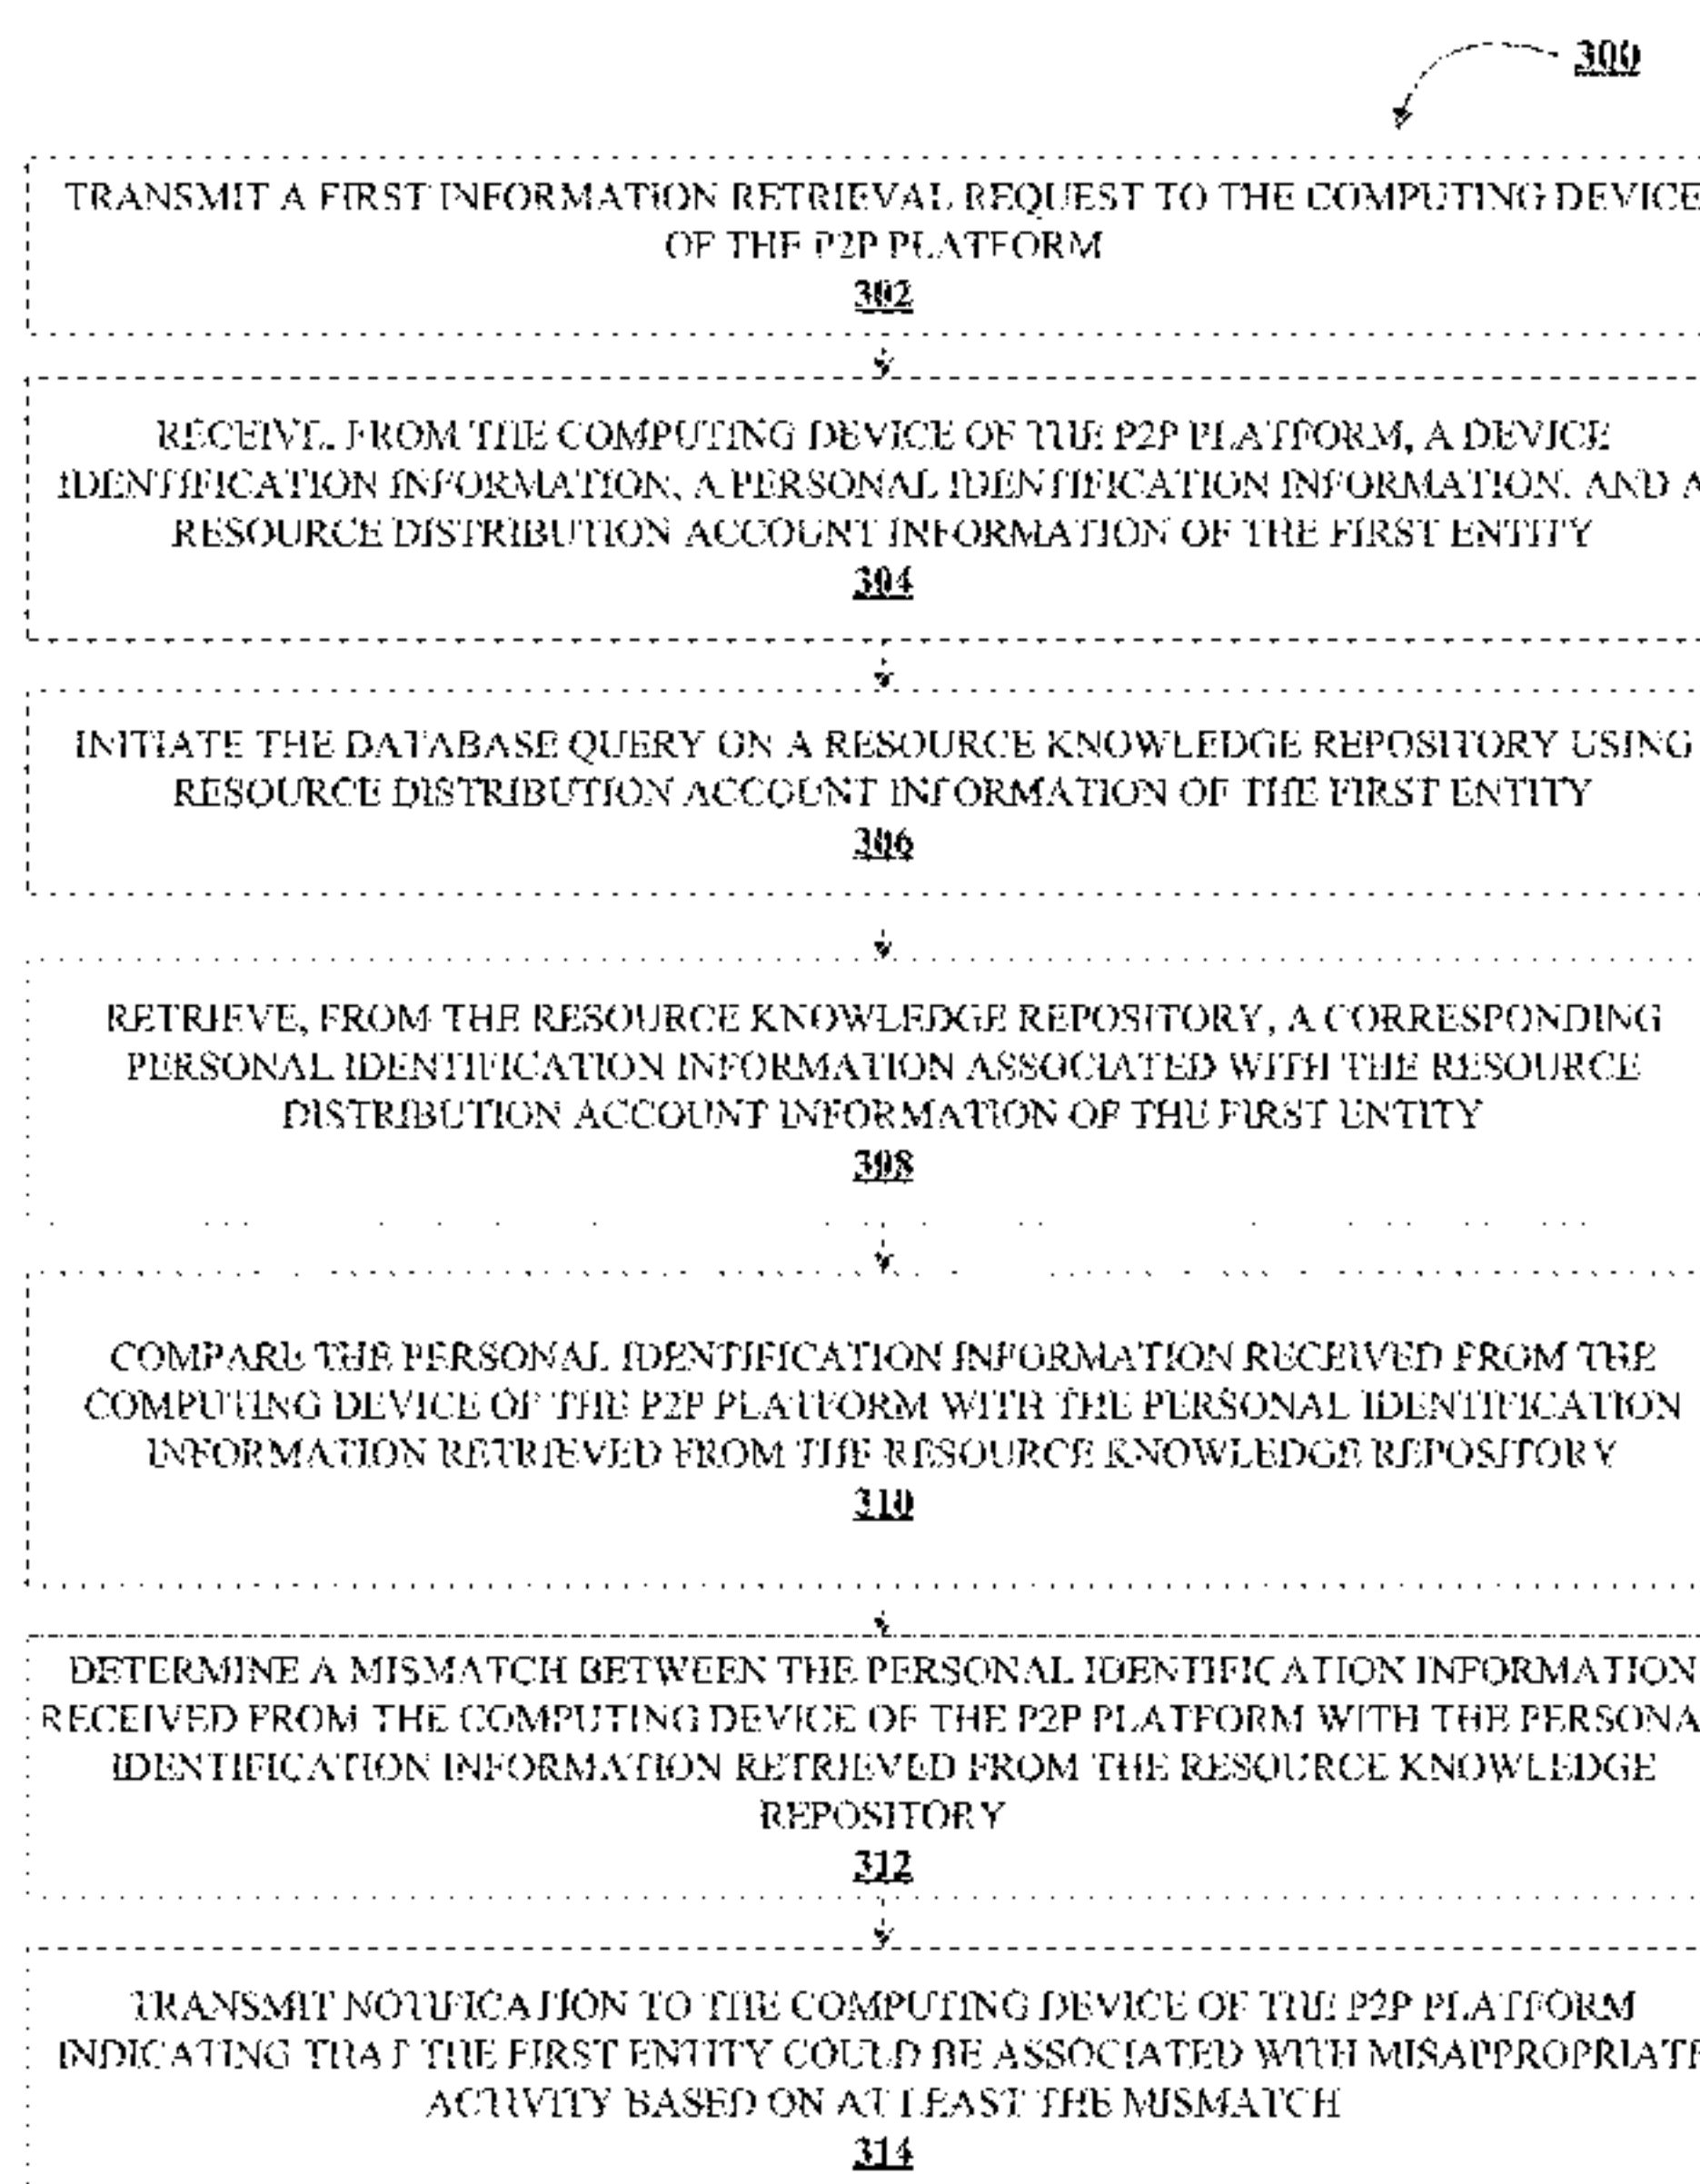 300
TRANSMIT A FIRST INFORMATION RETRIEVAL REQUEST TO THE COMPUTING DEVICE
OF THE P2P PLATFORM
302
RECEIVE, FROM THE COMPUTING DEVICE OF THE P2P PLATFORM, A DEVICE
IDENTIFICATION INFORMATION, A PERSONAL IDENTIFICATION INFORMATION, AND A
RESOURCE DISTRIBUTION ACCOUNT INFORMATION OF THE FIRST ENTITY
304
INITIATE THE DATABASE QUERY ON A RESOURCE KNOWLEDGE REPOSITORY USING
RESOURCE DISTRIBUTION ACCOUNT INFORMATION OF THE FIRST ENTITY
306
RETRIEVE, FROM THE RESOURCE KNOWLEDGE REPOSITORY, A CORRESPONDING
PERSONAL IDENTIFICATION INFORMATION ASSOCIATED WITH THE RESOURCE
DISTRIBUTION ACCOUNT INFORMATION OF THE FIRST ENTITY
308
COMPARE THE PERSONAL IDENTIFICATION INFORMATION RECEIVED FROM THE
COMPUTING DEVICE OF THE P2P PLATFORM WITH THE PERSONAL IDENTIFICATION
INFORMATION RETRIEVED FROM THE RESOURCE KNOWLEDGE REPOSITORY
310
DETERMINE A MISMATCH BETWEEN THE PERSONAL IDENTIFICATION INFORMATION
RECEIVED FROM THE COMPUTING DEVICE OF THE P2P PLATFORM WITH THE PERSONA
IDENTIFICATION INFORMATION RETRIEVED FROM THE RESOURCE KNOWLEDGE
REPOSITORY
312
TRANSMIT NOTIFICATION TO THE COMPUTING DEVICE OF THE P2P PLATFORM
INDICATING THAT THE FIRST ENTITY COULD BE ASSOCIATED WITH MISAPPROPRIATE
ACTIVITY BASED ON AT LEAST THE MISMATCH
314